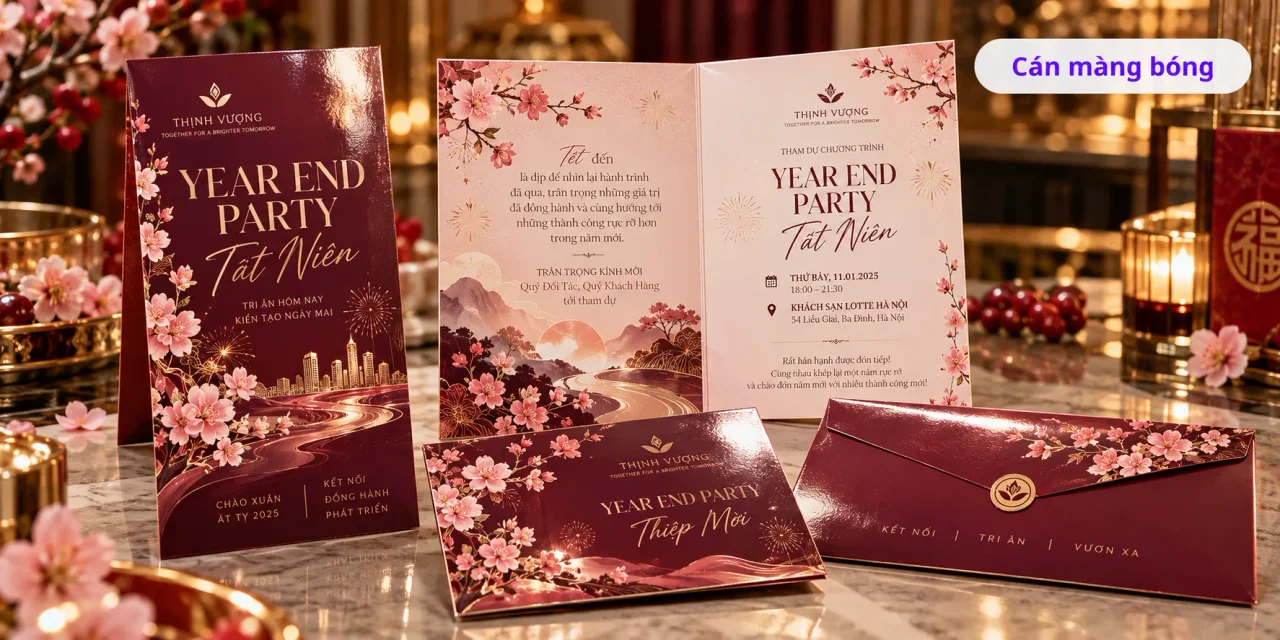 Cán màng bóng
THỊNH VƯỢNG
TOGETHER FOR A BRIGHTER TOMORROW
YEAR END
PARTY
Tất Niên
TRI ÂN HÔM NAY
KIẾN TẠO NGÀY MAI
CHÀO XUÂN
ẤT TỴ 2025
KẾT NỐI
ĐỒNG HÀNH
PHÁT TRIỂN
Tết đến
là dịp để nhìn lại hành trình
đã qua, trân trọng những giá trị
đã đồng hành và cùng hướng tới
những thành công rực rỡ hơn
trong năm mới.
TRÂN TRỌNG KÍNH MỜI
Quý Đối Tác, Quý Khách Hàng
tới tham dự
THỊNH VƯỢNG
TOGETHER FOR A BRIGHTER TOMORROW
THAM DỰ CHƯƠNG TRÌNH
YEAR END
PARTY
Tất Niên
THỨ BẢY, 11.01.2025
18:00 – 21:30
KHÁCH SẠN LOTTE HÀ NỘI
54 Liễu Giai, Ba Đình, Hà Nội
Rất hân hạnh được đón tiếp!
Cùng nhau khép lại một năm rực rỡ
và chào đón năm mới với nhiều thành công mới!
THỊNH VƯỢNG
TOGETHER FOR A BRIGHTER TOMORROW
YEAR END PARTY
Thiệp Mời
KẾT NỐI | TRI ÂN | VƯƠN XA
福